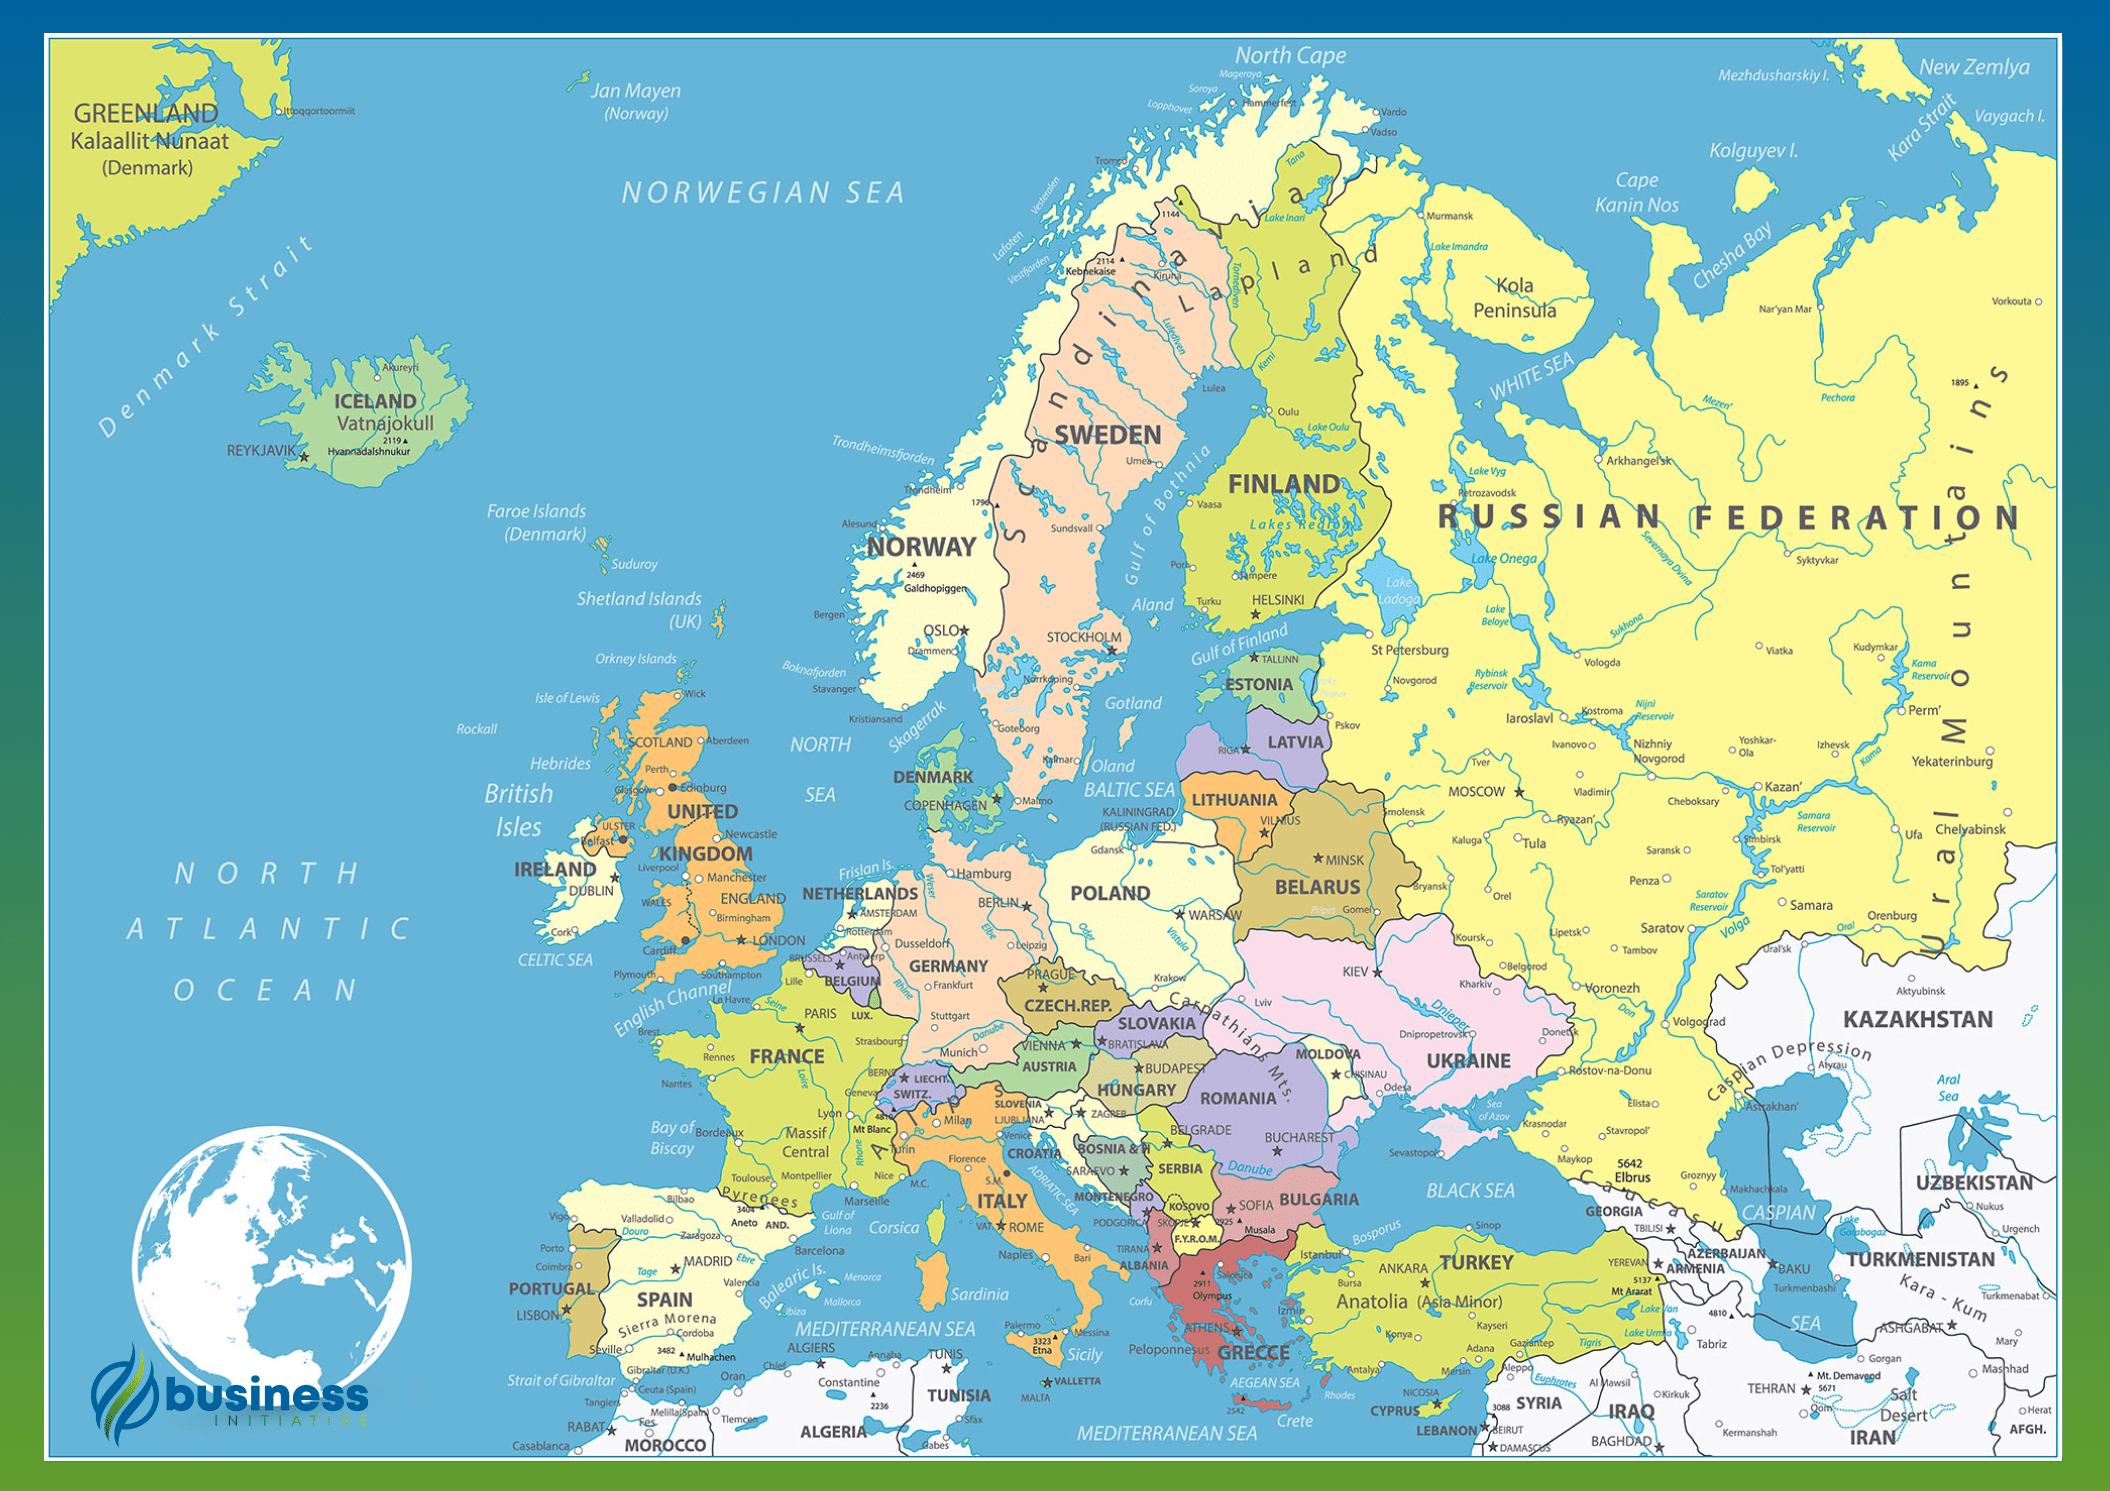 North Cape
Mageroya
Soroya
Hammerfest
Lopphavet
Vardo
Vadso
Mezhdusharskiy I.
New Zemlya
Kara Strait
Vaygach I.
Kolguyev I.
Jan Mayen
(Norway)
GREENLAND
Kalaallit Nunaat
(Denmark)
Ittoqqortoormiit
Denmark Strait
NORWEGIAN SEA
Tromso
Vesterden
Lafoten
Vestfjorden
Tana
Lake Inari
Scandinavia
Lapland
1144
2114
Kebnekaise
Kiruna
Torneälven
Luledlven
Kemi
Murmansk
Lake Imandra
Kola
Peninsula
Cape
Kanin Nos
Chesha Bay
Nar'yan Mar
Vorkouta
WHITE SEA
Mezen'
Pechora
1895
Ural Mountains
ICELAND
Vatnajokull
Akureyri
2119
Hvannadalshnukur
REYKJAVIK
Lulea
Oulu
Lake Oulu
SWEDEN
Umea
Gulf of Bothnia
FINLAND
Vaasa
Lakes Region
Lake Vyg
Petrozavodsk
Arkhangel'sk
RUSSIAN FEDERATION
Trondheimsfjorden
Trondheim
1796
Alesund
NORWAY
2469
Galdhopiggen
Sundsvall
Pori
Tampere
Turku
HELSINKI
Lake
Ladoga
Lake Onega
Severnaya Dvina
Syktyvkar
Faroe Islands
(Denmark)
Suduroy
Shetland Islands
(UK)
Bergen
OSLO
Drammen
STOCKHOLM
Aland
Gulf of Finland
Lake
Beloye
Sukhona
Viatka
Kudymkar
Kama
Reservoir
Orkney Islands
Boknafjorden
Stavanger
Norrkoping
TALLINN
ESTONIA
St Petersburg
Novgorod
Rybinsk
Reservoir
Vologda
Perm'
Isle of Lewis
Wick
Kristiansand
Skagerrak
Goteborg
Gotland
Pskov
Iaroslavl
Kostroma
Nijni
Reservoir
Rockall
Hebrides
SCOTLAND
Aberdeen
NORTH
SEA
RIGA
LATVIA
Ivanovo
Nizhniy
Novgorod
Yoshkar-
Ola
Izhevsk
Kama
Yekaterinburg
Perth
Glasgow
Edinburg
DENMARK
COPENHAGEN
Kalmar
Oland
BALTIC SEA
Malmo
Tver
MOSCOW
Vladimir
Cheboksary
Kazan'
British
Isles
UNITED
KINGDOM
ULSTER
Belfast
Newcastle
KALININGRAD
(RUSSIAN FED.)
LITHUANIA
VILNIUS
Smolensk
Kaluga
Tula
Ryazan'
Samara
Reservoir
Simbirsk
Ufa
Chelyabinsk
NORTH
ATLANTIC
OCEAN
IRELAND
DUBLIN
Cork
CELTIC SEA
Liverpool
Manchester
WALES
ENGLAND
Birmingham
Cardiff
LONDON
Plymouth
Southampton
English Channel
Frislan Is.
NETHERLANDS
AMSTERDAM
Rotterdam
Weser
Hamburg
BERLIN
Elbe
Leipzig
Gdansk
POLAND
WARSAW
Oder
Vistula
Krakow
MINSK
BELARUS
Pripet
Gomel
Bryansk
Orel
Saransk
Penza
Tol'yatti
Saratov
Reservoir
Samara
Orenburg
Oral
Ural'sk
Saratov
Volga
Lipetsk
Tambov
Koursk
Belgorod
Voronezh
BRUSSELS
Antwerp
BELGIUM
LUX.
Lille
Dusseldorf
GERMANY
Rhine
Frankfurt
Stuttgart
Danube
Munich
PRAGUE
CZECH.REP.
SLOVAKIA
Carpathians Mts.
Lviv
KIEV
Kharkiv
Dnieper
Dnipropetrovsk
Donetsk
UKRAINE
Don
Volgograd
Aktyubinsk
KAZAKHSTAN
Caspian Depression
Atyrau
Aral
Sea
Le Havre
Seine
PARIS
Brest
Rennes
FRANCE
Strasbourg
Nantes
Loire
BERNE
LIECHT.
SWITZ.
Geneva
VIENNA
BRATISLAVA
AUSTRIA
BUDAPEST
HUNGARY
MOLDOVA
CHISINAU
Odesa
ROMANIA
Rostov-na-Donu
Sea
of Azov
Elista
Astrakhan'
Bay of
Biscay
Bordeaux
Lyon
Massif
Central
Rhone
4810
Mt Blanc
ALPS
Turin
Milan
Po
Venice
SLOVENIA
LJUBLJANA
ZAGREB
CROATIA
BOSNIA & H
SARAEVO
BELGRADE
SERBIA
BUCHAREST
Danube
Sevastopol
Krasnodar
Stavropol'
Maykop
5642
Elbrus
Groznyy
Makhachkala
Caucasus
UZBEKISTAN
Nukus
Urgench
Toulouse
Montpellier
Nice
M.C.
Marseille
Florence
S.M.
ITALY
ADRIATIC SEA
MONTENEGRO
PODGORICA
KOSOVO
SKOPJE
F.Y.R.O.M.
SOFIA
BULGARIA
2925
Musala
BLACK SEA
Bosporus
Sinop
GEORGIA
TBILISI
CASPIAN
SEA
Lake
Garabogaz
Bilbao
Pyrenees
3404
Aneto
AND.
Vigo
Valladolid
Douro
Zaragoza
Ebre
Barcelona
Gulf of
Liona
Corsica
VAT.
ROME
Naples
Bari
TIRANA
ALBANIA
Istanbul
Bursa
ANKARA
TURKEY
YEREVAN
ARMENIA
AZERBAIJAN
BAKU
TURKMENISTAN
Turkmenbashi
Kara - Kum
Turkmenabat
Porto
Coimbra
PORTUGAL
LISBON
MADRID
Tage
SPAIN
Valencia
Balearic Is.
Menorca
Mallorca
Ibiza
Sardinia
Corfu
2911
Olympus
Salonica
Izmir
Anatolia (Asia Minor)
5137
Mt Ararat
Lake Van
Kayseri
4810
Sierra Morena
Cordoba
Seville
3482
Mulhachen
MEDITERRANEAN SEA
Palermo
Messina
3323
Etna
Sicily
ATHENS
Peloponnesus
GRECCE
Konya
Adana
Gaziantep
Tigris
Lake Urmia
Tabriz
ASHGABAT
Mary
Gibraltar (U.K.)
Strait of Gibraltar
Ceuta (Spain)
Tangiers
Melilla(Spain)
Oran
Chlef
ALGIERS
Annaba
Constantine
TUNIS
VALLETTA
MALTA
AEGEAN SEA
Antalya
Rhodes
Mersin
Aleppo
Euphrates
Al Mawsil
Kirkuk
Gorgan
Mt. Demavend
5671
TEHRAN
Mashhad
RABAT
Fes
Tlemcen
2236
TUNISIA
Sfax
Gabes
2542
Crete
NICOSIA
CYPRUS
3088
SYRIA
BEIRUT
LEBANON
DAMASCUS
IRAQ
BAGHDAD
Qom
Kermanshah
Salt
Desert
IRAN
Herat
AFGH.
Casablanca
MOROCCO
ALGERIA
MEDITERRANEAN SEA
business
INITIATIVE